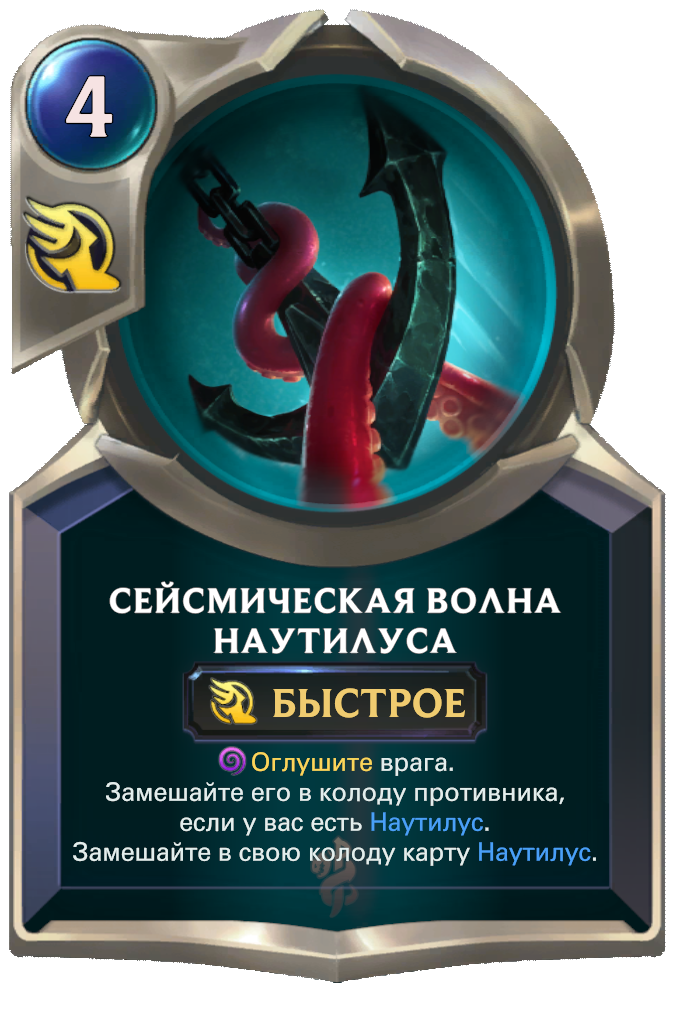 4
СЕЙСМИЧЕСКАЯ ВОЛНА
НАУТИЛУСА
БЫСТРОЕ
Оглушите врага.
Замешайте его в колоду противника,
если у вас есть Наутилус.
Замешайте в свою колоду карту Наутилус.